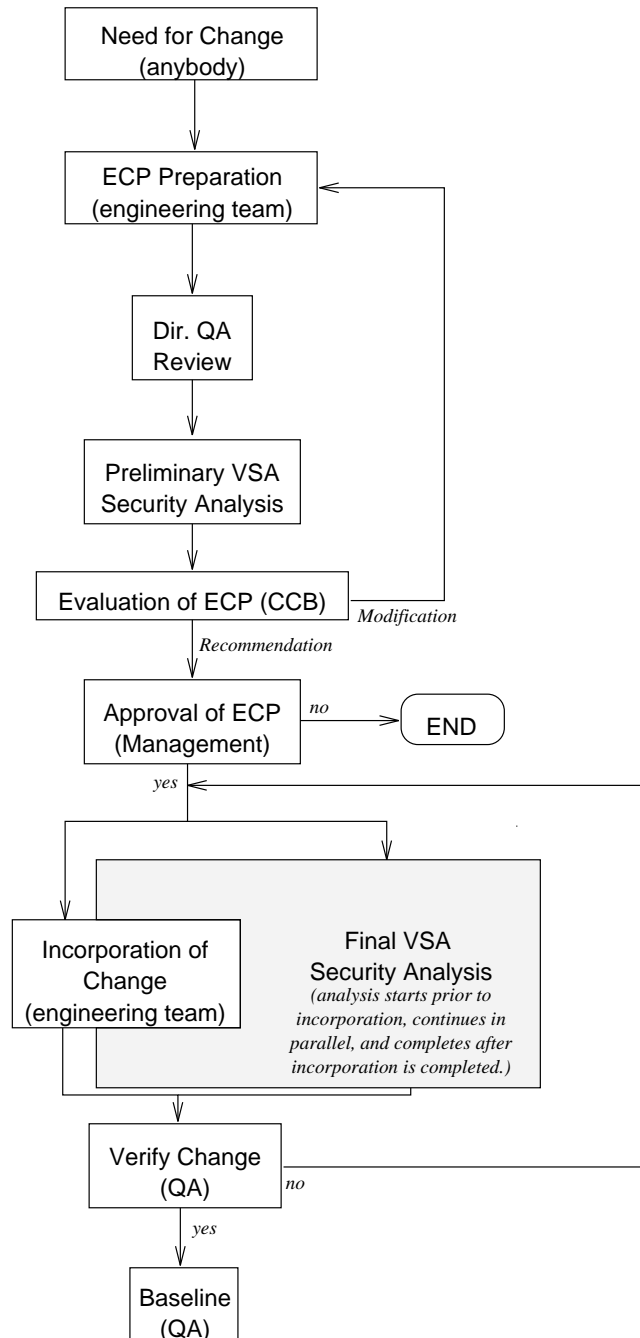 Need for Change
(anybody)
ECP Preparation
(engineering team)
Dir. QA
Review
Preliminary VSA
Security Analysis
Evaluation of ECP (CCB)
Modification
Recommendation
Approval of ECP
(Management)
no
END
yes
Incorporation of
Change
(engineering team)
Final VSA
Security Analysis
(analysis starts prior to
incorporation, continues in
parallel, and completes after
incorporation is completed.)
Verify Change
(QA)
no
yes
Baseline
(QA)